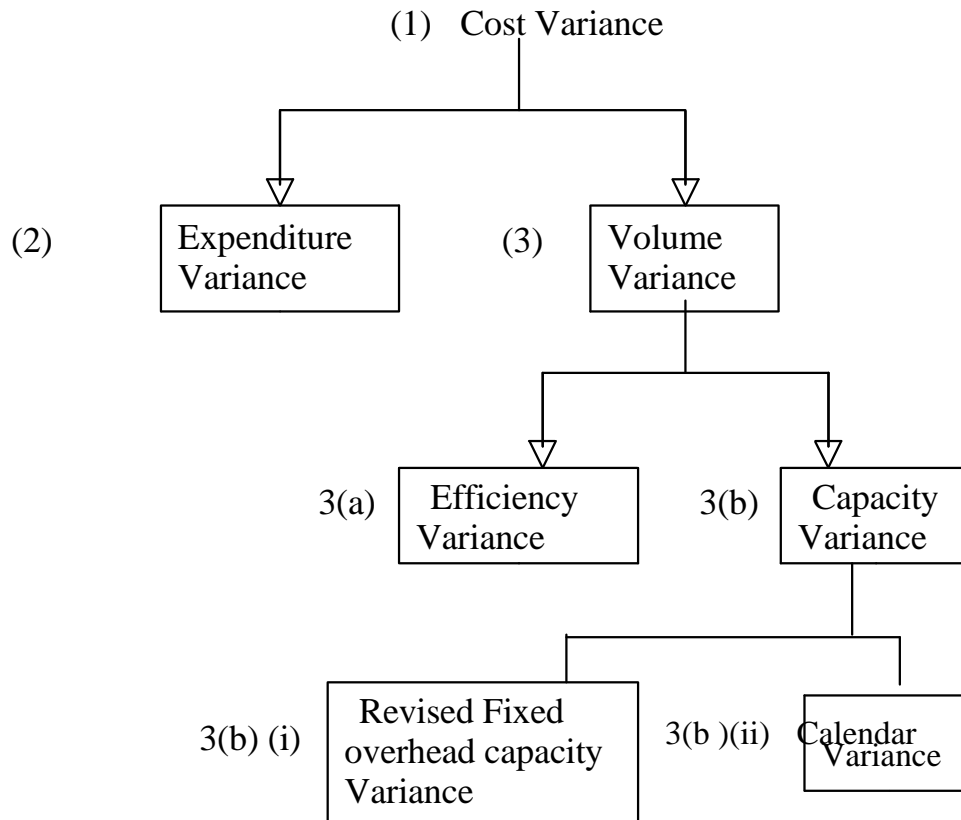 (1) Cost Variance
(2)
Expenditure
Variance
(3)
Volume
Variance
3(a)
Efficiency
Variance
3(b)
Capacity
Variance
3(b) (i)
Revised Fixed
overhead capacity
Variance
3(b )(ii)
Calendar
Variance